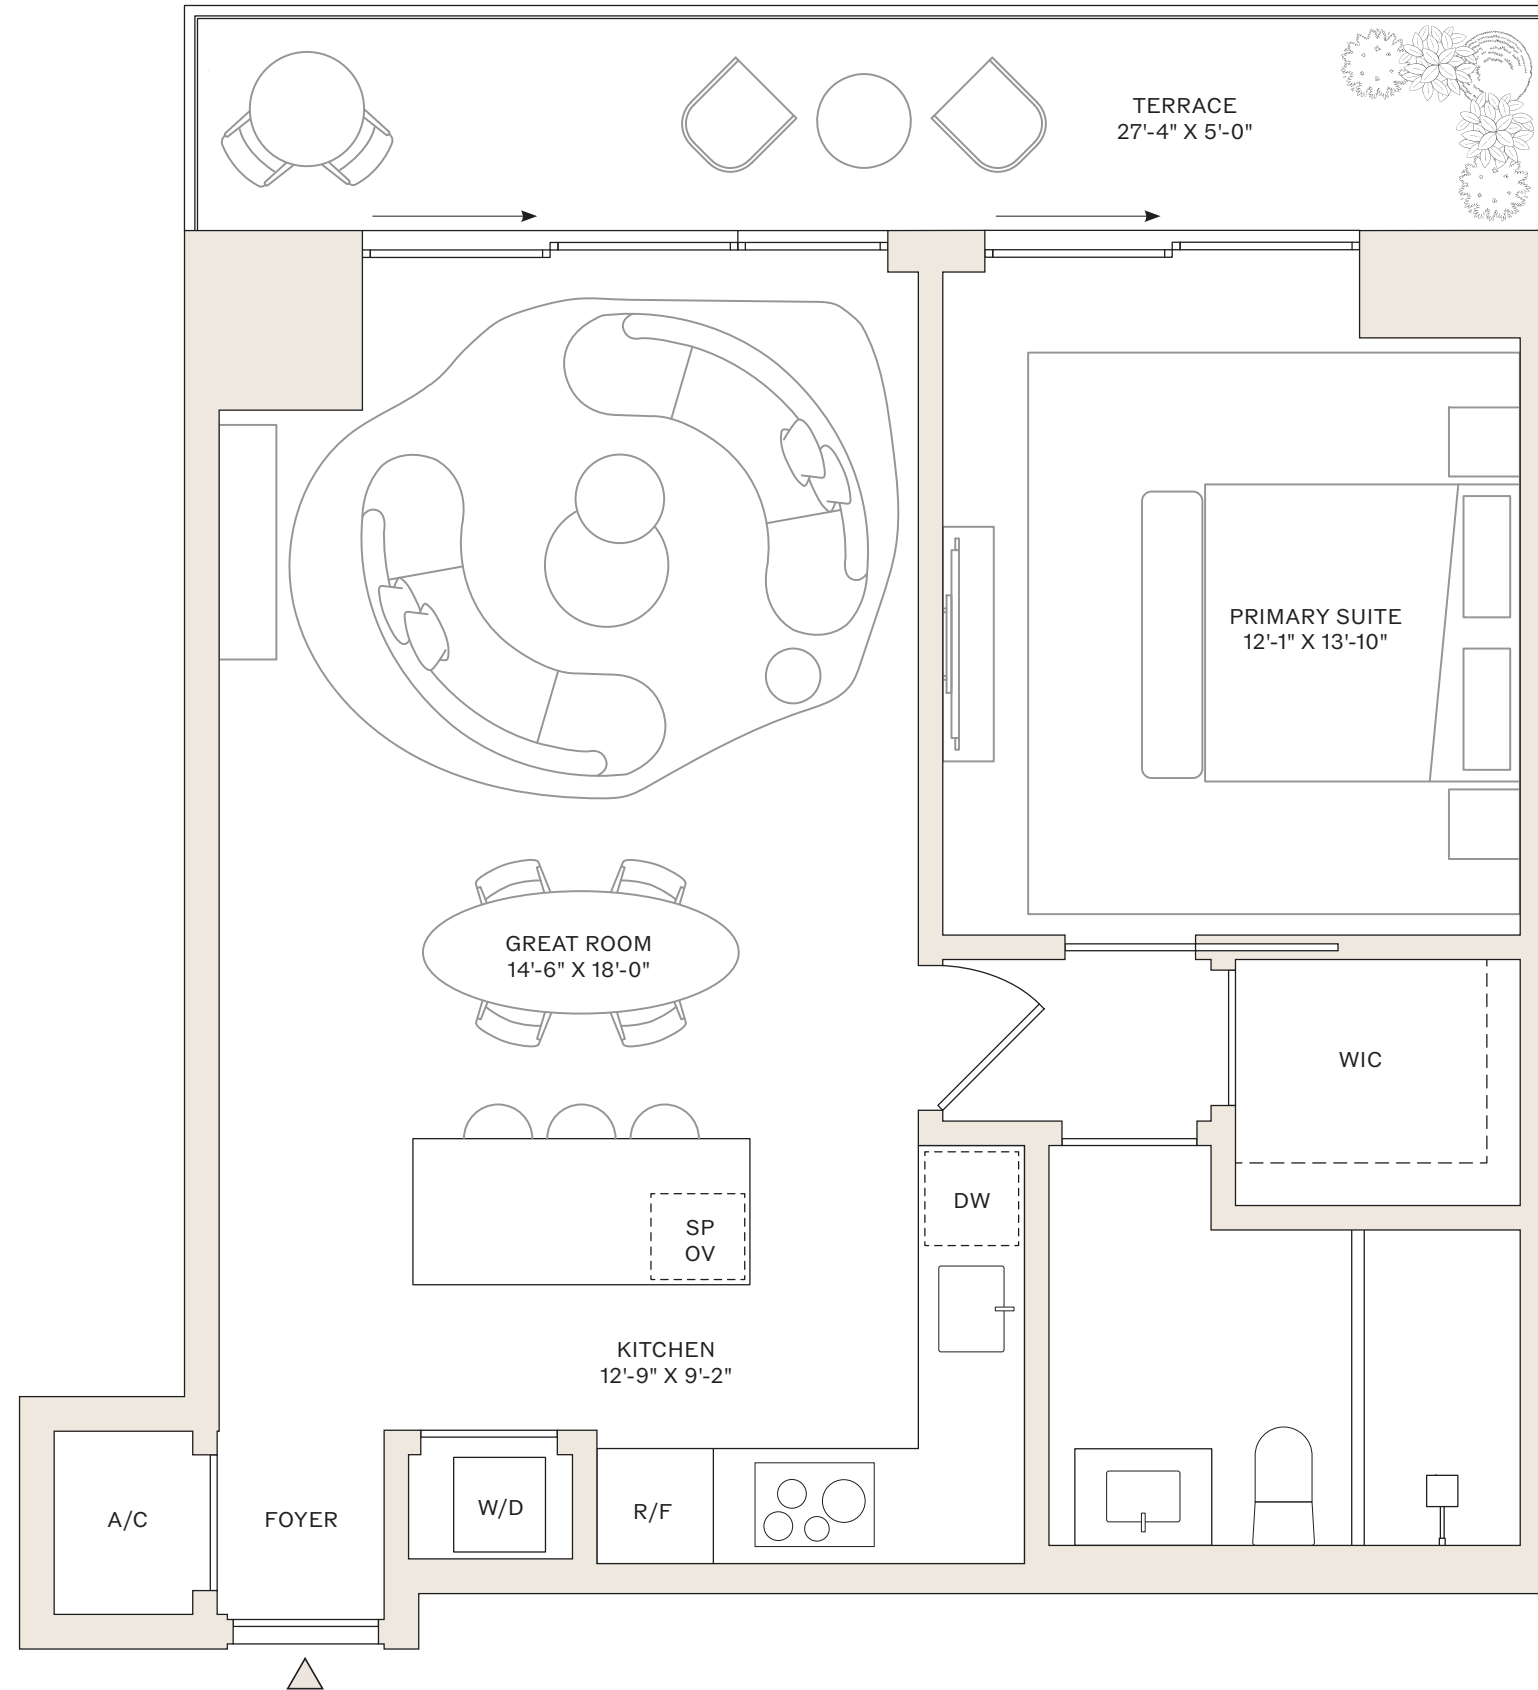 TERRACE
27'-4" X 5'-0"
PRIMARY SUITE
12'-1" X 13'-10"
GREAT ROOM
14'-6" X 18'-0"
WIC
DW
SP
OV
KITCHEN
12'-9" X 9'-2"
A/C
FOYER
W/D
R/F